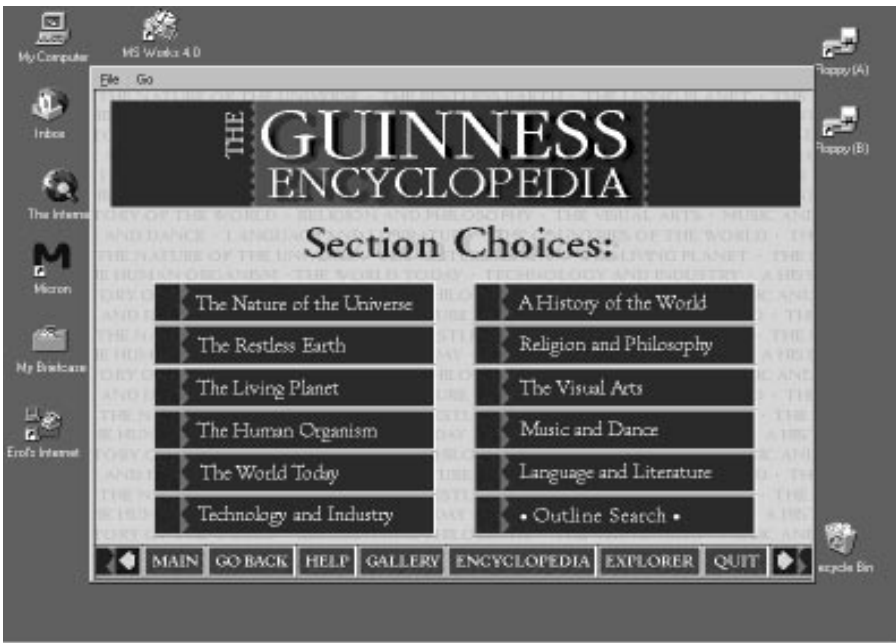 My Computer
MS Works 4.0
Floppy (A)
Inbox
Floppy (B)
The Interne
Micron
My Briefcase
Erol's Internet
ecycle Bin
File Go
THE
GUINNESS
ENCYCLOPEDIA
Section Choices:
The Nature of the Universe
The Restless Earth
The Living Planet
The Human Organism
The World Today
Technology and Industry
A History of the World
Religion and Philosophy
The Visual Arts
Music and Dance
Language and Literature
• Outline Search •
MAIN GO BACK HELP GALLERY ENCYCLOPEDIA EXPLORER QUIT